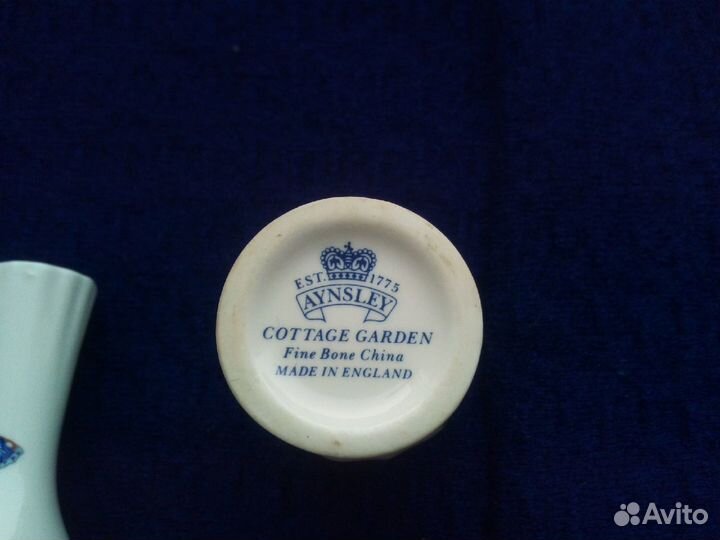 EST. 1775
AYNSLEY
COTTAGE GARDEN
Fine Bone China
MADE IN ENGLAND
Avito